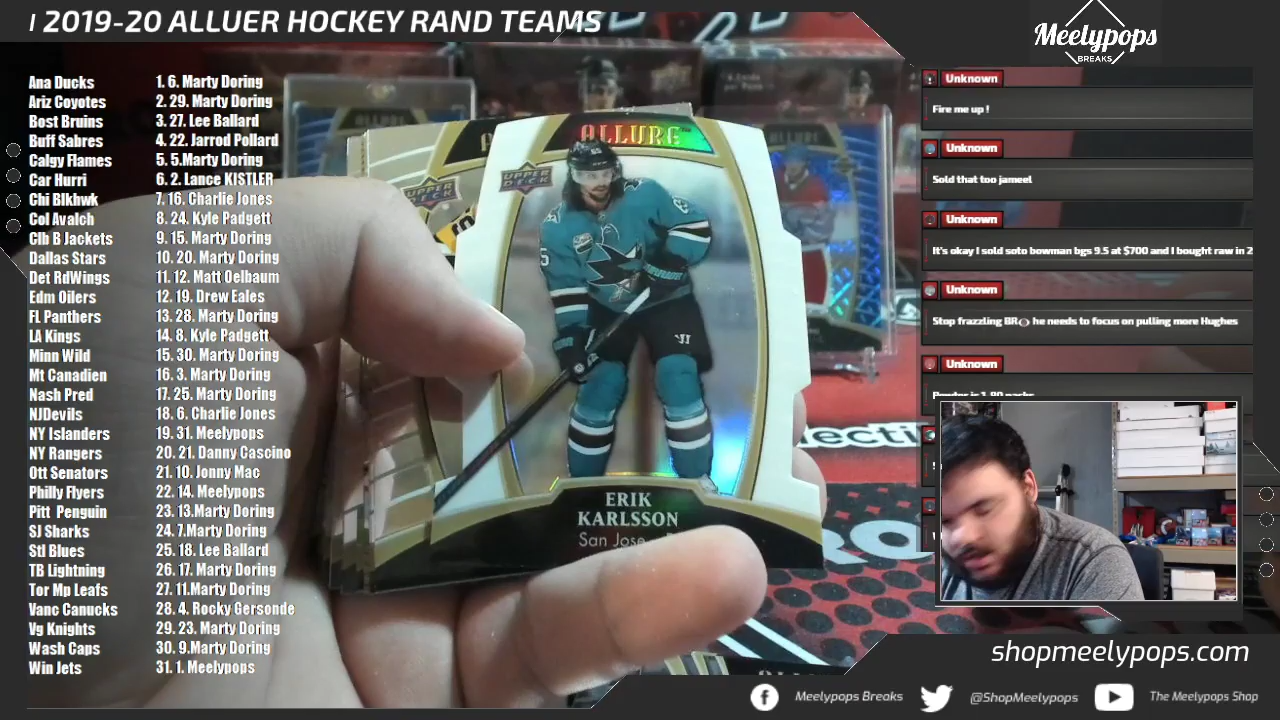 2019-20 ALLUER HOCKEY RAND TEAMS
Meelypops
BREAKS
Ana Ducks 1. 6. Marty Doring
Ariz Coyotes 2. 29. Marty Doring
Bost Bruins 3. 27. Lee Ballard
Buff Sabres 4. 22. Jarrod Pollard
Calgy Flames 5. 5.Marty Doring
Car Hurri 6. 2. Lance KISTLER
Chi Blkhwk 7. 16. Charlie Jones
Col Avalch 8. 24. Kyle Padgett
Clb B Jackets 9. 15. Marty Doring
Dallas Stars 10. 20. Marty Doring
Det RdWings 11. 12. Matt Oelbaum
Edm Oilers 12. 19. Drew Eales
FL Panthers 13. 28. Marty Doring
LA Kings 14. 8. Kyle Padgett
Minn Wild 15. 30. Marty Doring
Mt Canadien 16. 3. Marty Doring
Nash Pred 17. 25. Marty Doring
NJDevils 18. 6. Charlie Jones
NY Islanders 19. 31. Meelypops
NY Rangers 20. 21. Danny Cascino
Ott Senators 21. 10. Jonny Mac
Philly Flyers 22. 14. Meelypops
Pitt Penguin 23. 13.Marty Doring
SJ Sharks 24. 7.Marty Doring
Stl Blues 25. 18. Lee Ballard
TB Lightning 26. 17. Marty Doring
Tor Mp Leafs 27. 11.Marty Doring
Vanc Canucks 28. 4. Rocky Gersonde
Vg Knights 29. 23. Marty Doring
Wash Caps 30. 9.Marty Doring
Win Jets 31. 1. Meelypops
ALLURE
UPPER DECK
UPPER DECK
65
ERIK
KARLSSON
San Jose
Unknown
Fire me up !
Unknown
Sold that too jameel
Unknown
It's okay I sold soto bowman bgs 9.5 at $700 and I bought raw in 2
Unknown
Stop frazzling BR he needs to focus on pulling more Hughes
Unknown
shopmeelypops.com
Meelypops Breaks
@ShopMeelypops
The Meelypops Shop